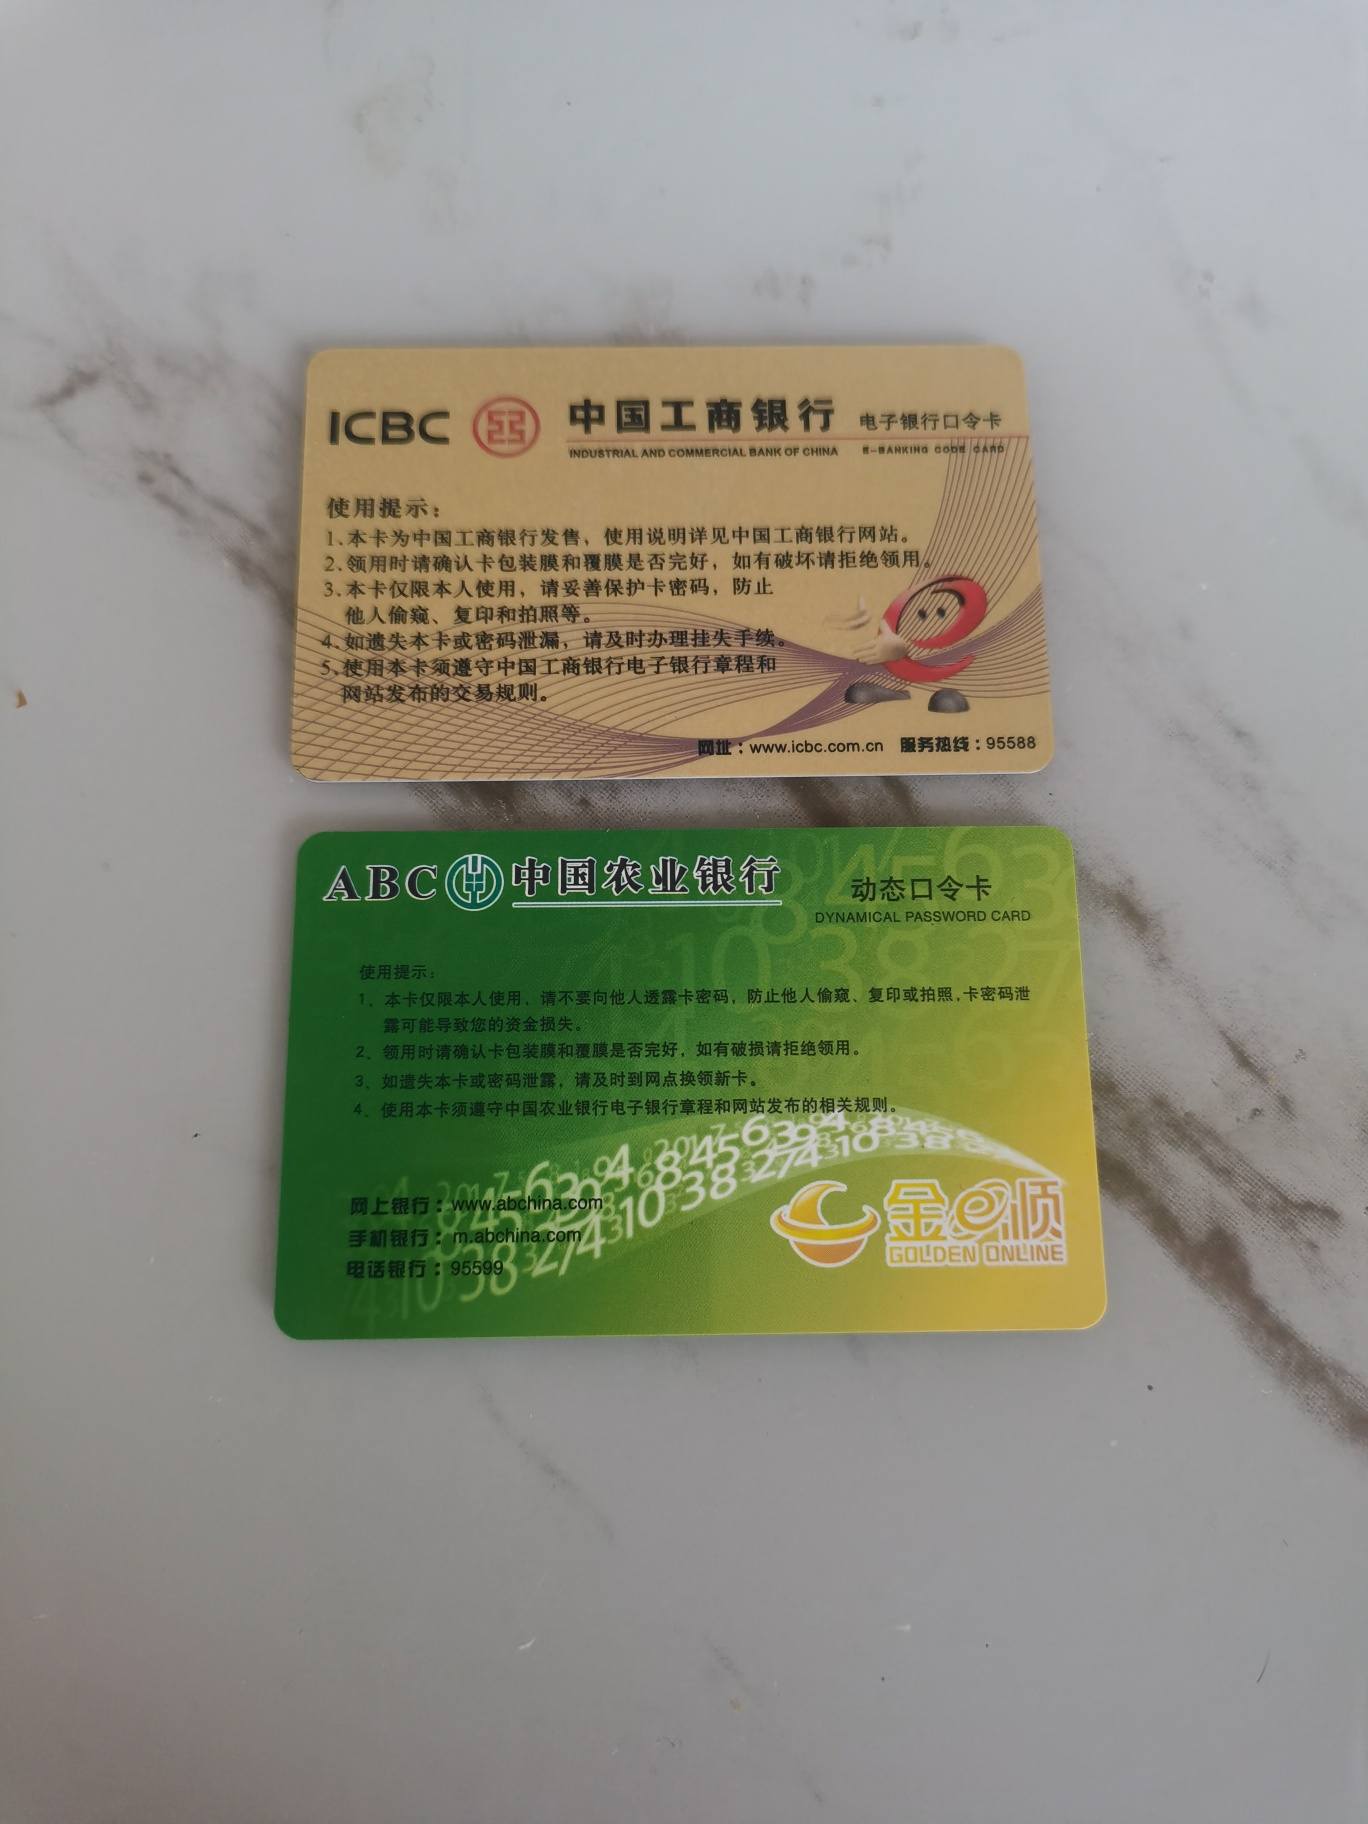 ICBC 中国工商银行 电子银行口令卡
INDUSTRIAL AND COMMERCIAL BANK OF CHINA E-BANKING CODE CARD
使用提示：
1、本卡为中国工商银行发售，使用说明详见中国工商银行网站。
2、领用时请确认卡包装膜和覆膜是否完好，如有破坏请拒绝领用。
3、本卡仅限本人使用，请妥善保护卡密码，防止
他人偷窥、复印和拍照等。
4、如遗失本卡或密码泄漏，请及时办理挂失手续。
5、使用本卡须遵守中国工商银行电子银行章程和
网站发布的交易规则。
网址：www.icbc.com.cn 服务热线：95588
ABC 中国农业银行 动态口令卡
DYNAMICAL PASSWORD CARD
使用提示：
1、本卡仅限本人使用，请不要向他人透露卡密码，防止他人偷窥、复印或拍照，卡密码泄
露可能导致您的资金损失。
2、领用时请确认卡包装膜和覆膜是否完好，如有破损请拒绝领用。
3、如遗失本卡或密码泄露，请及时到网点换领新卡。
4、使用本卡须遵守中国农业银行电子银行章程和网站发布的相关规则。
网上银行：www.abchina.com
手机银行：m.abchina.com
电话银行：95599
金e顺
GOLDEN ONLINE